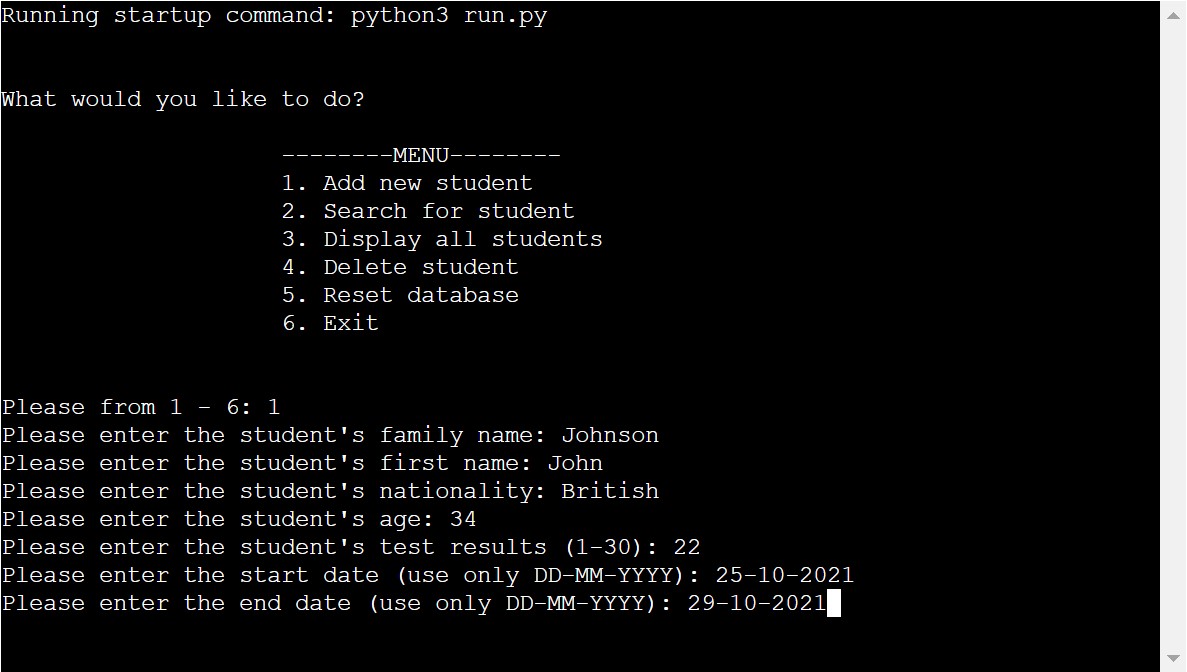 Running startup command: python3 run.py
What would you like to do?
--------MENU--------
1. Add new student
2. Search for student
3. Display all students
4. Delete student
5. Reset database
6. Exit
Please from 1 - 6: 1
Please enter the student's family name: Johnson
Please enter the student's first name: John
Please enter the student's nationality: British
Please enter the student's age: 34
Please enter the student's test results (1-30): 22
Please enter the start date (use only DD-MM-YYYY): 25-10-2021
Please enter the end date (use only DD-MM-YYYY): 29-10-2021